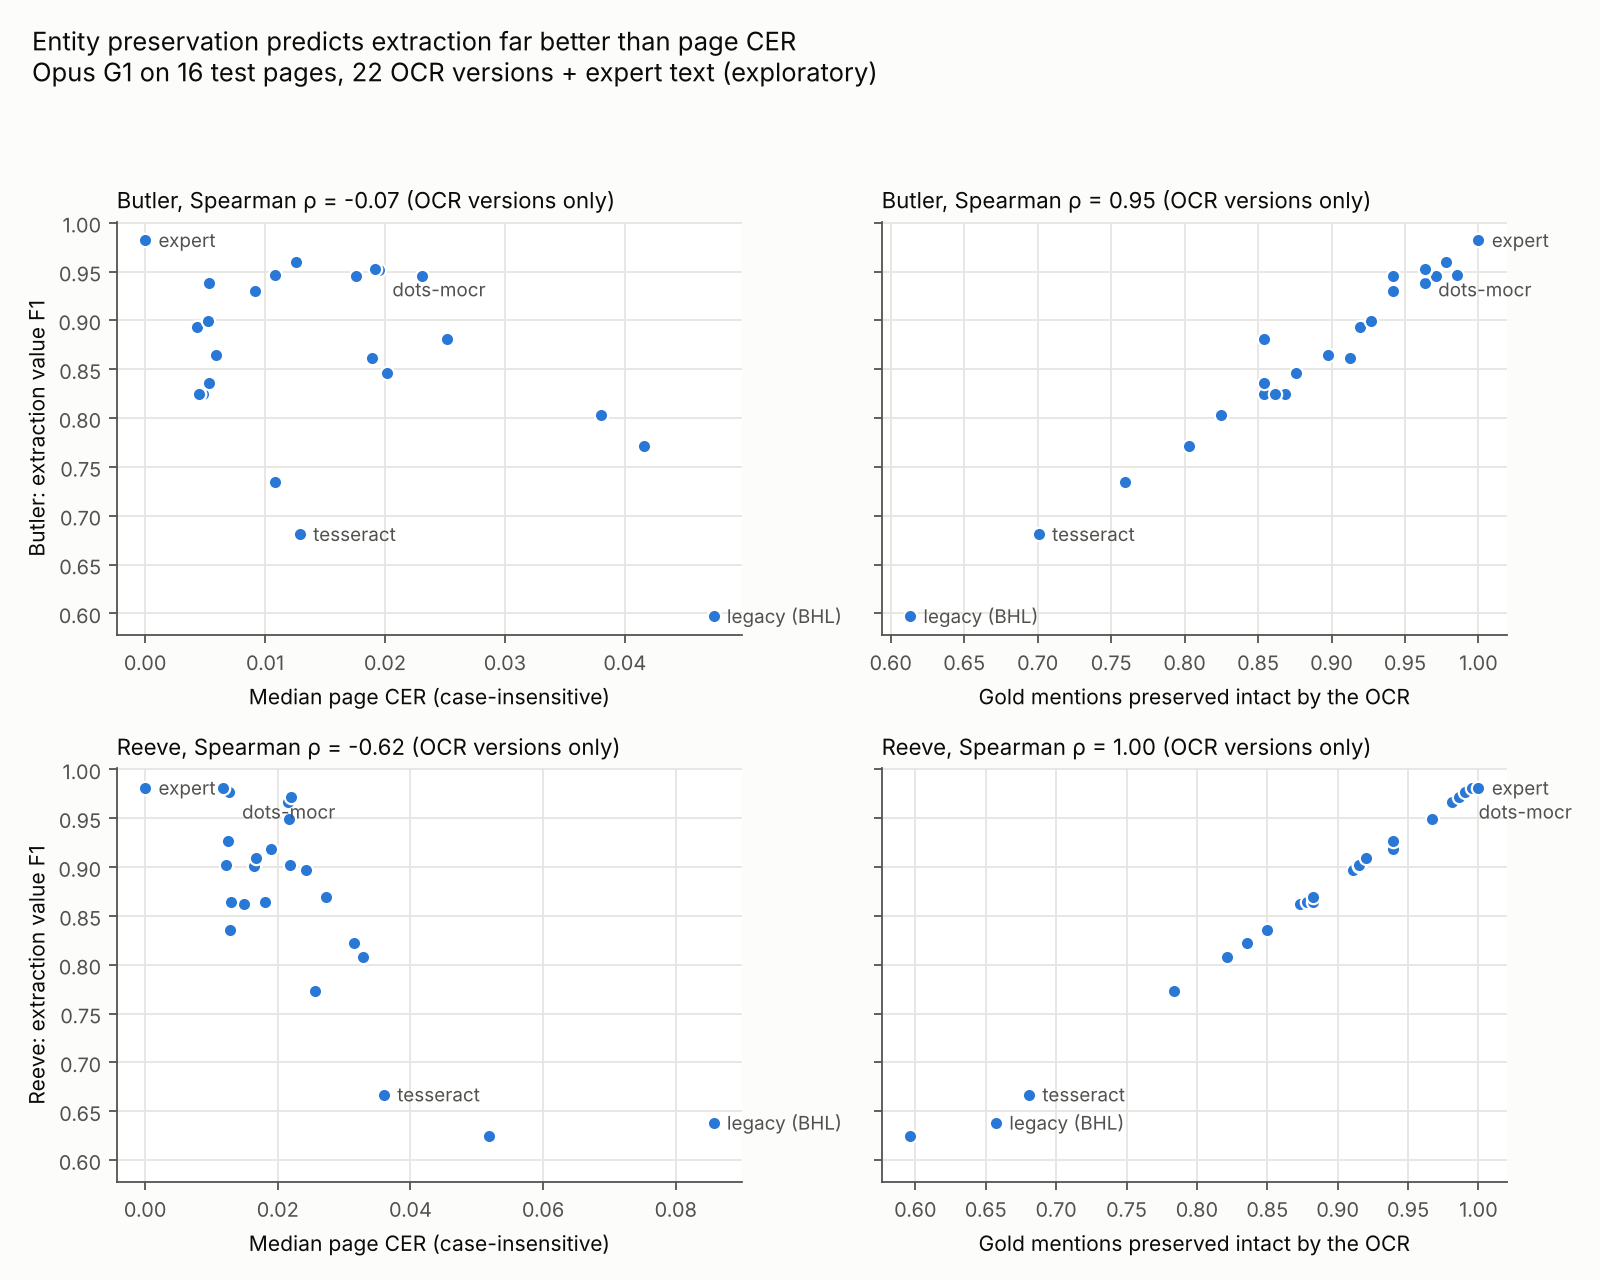 Entity preservation predicts extraction far better than page CER
Opus G1 on 16 test pages, 22 OCR versions + expert text (exploratory)
Butler, Spearman ρ = -0.07 (OCR versions only)
Butler: extraction value F1
1.00
0.95
0.90
0.85
0.80
0.75
0.70
0.65
0.60
expert
dots-mocr
tesseract
legacy (BHL)
0.00 0.01 0.02 0.03 0.04
Median page CER (case-insensitive)
Butler, Spearman ρ = 0.95 (OCR versions only)
expert
dots-mocr
tesseract
legacy (BHL)
0.60 0.65 0.70 0.75 0.80 0.85 0.90 0.95 1.00
Gold mentions preserved intact by the OCR
Reeve, Spearman ρ = -0.62 (OCR versions only)
Reeve: extraction value F1
1.00
0.95
0.90
0.85
0.80
0.75
0.70
0.65
0.60
expert
dots-mocr
tesseract
legacy (BHL)
0.00 0.02 0.04 0.06 0.08
Median page CER (case-insensitive)
Reeve, Spearman ρ = 1.00 (OCR versions only)
expert
dots-mocr
tesseract
legacy (BHL)
0.60 0.65 0.70 0.75 0.80 0.85 0.90 0.95 1.00
Gold mentions preserved intact by the OCR